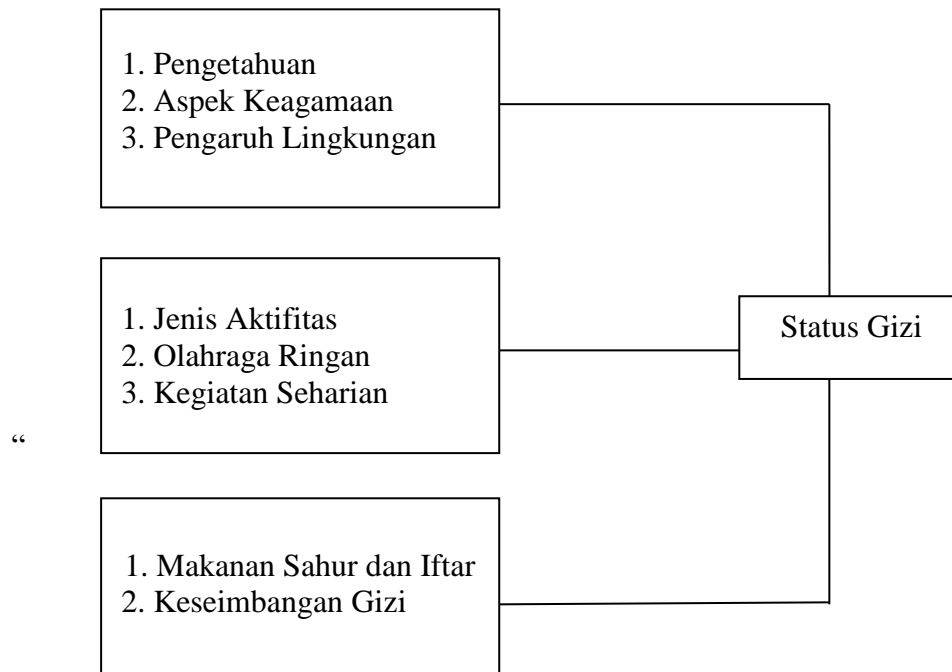 1. Pengetahuan
2. Aspek Keagamaan
3. Pengaruh Lingkungan
1. Jenis Aktifitas
2. Olahraga Ringan
3. Kegiatan Seharian
Status Gizi
“
1. Makanan Sahur dan Iftar
2. Keseimbangan Gizi